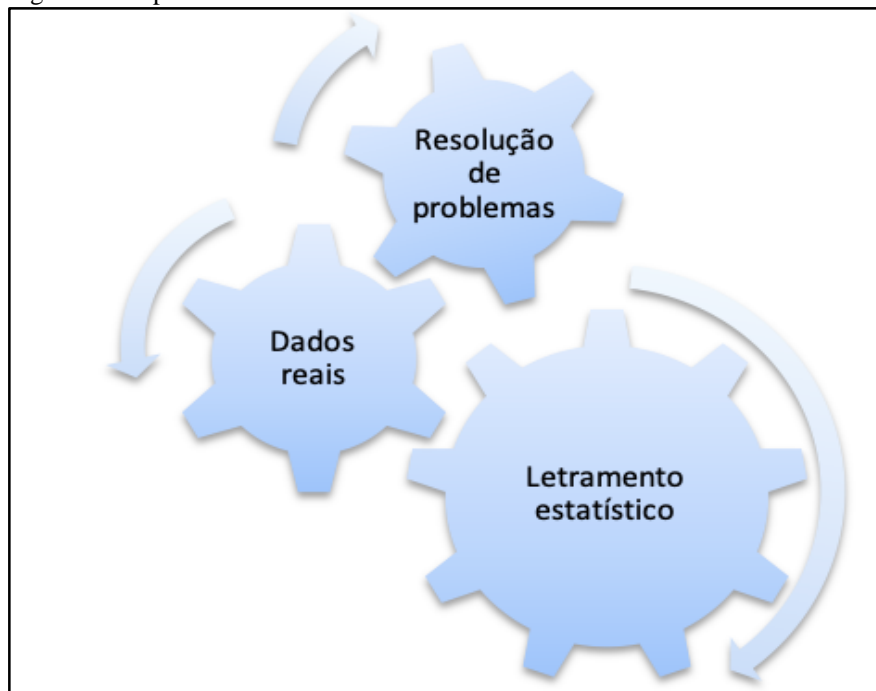 Resolução
de
problemas
Dados
reais
Letramento
estatístico